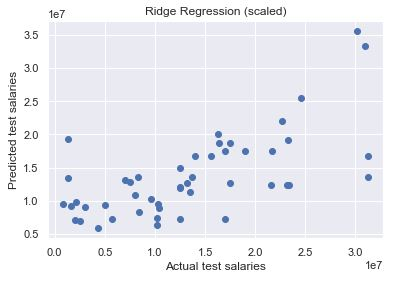 Ridge Regression (scaled)
1e7
3.5
3.0
2.5
2.0
1.5
1.0
0.5
Predicted test salaries
0.0 0.5 1.0 1.5 2.0 2.5 3.0
Actual test salaries
1e7